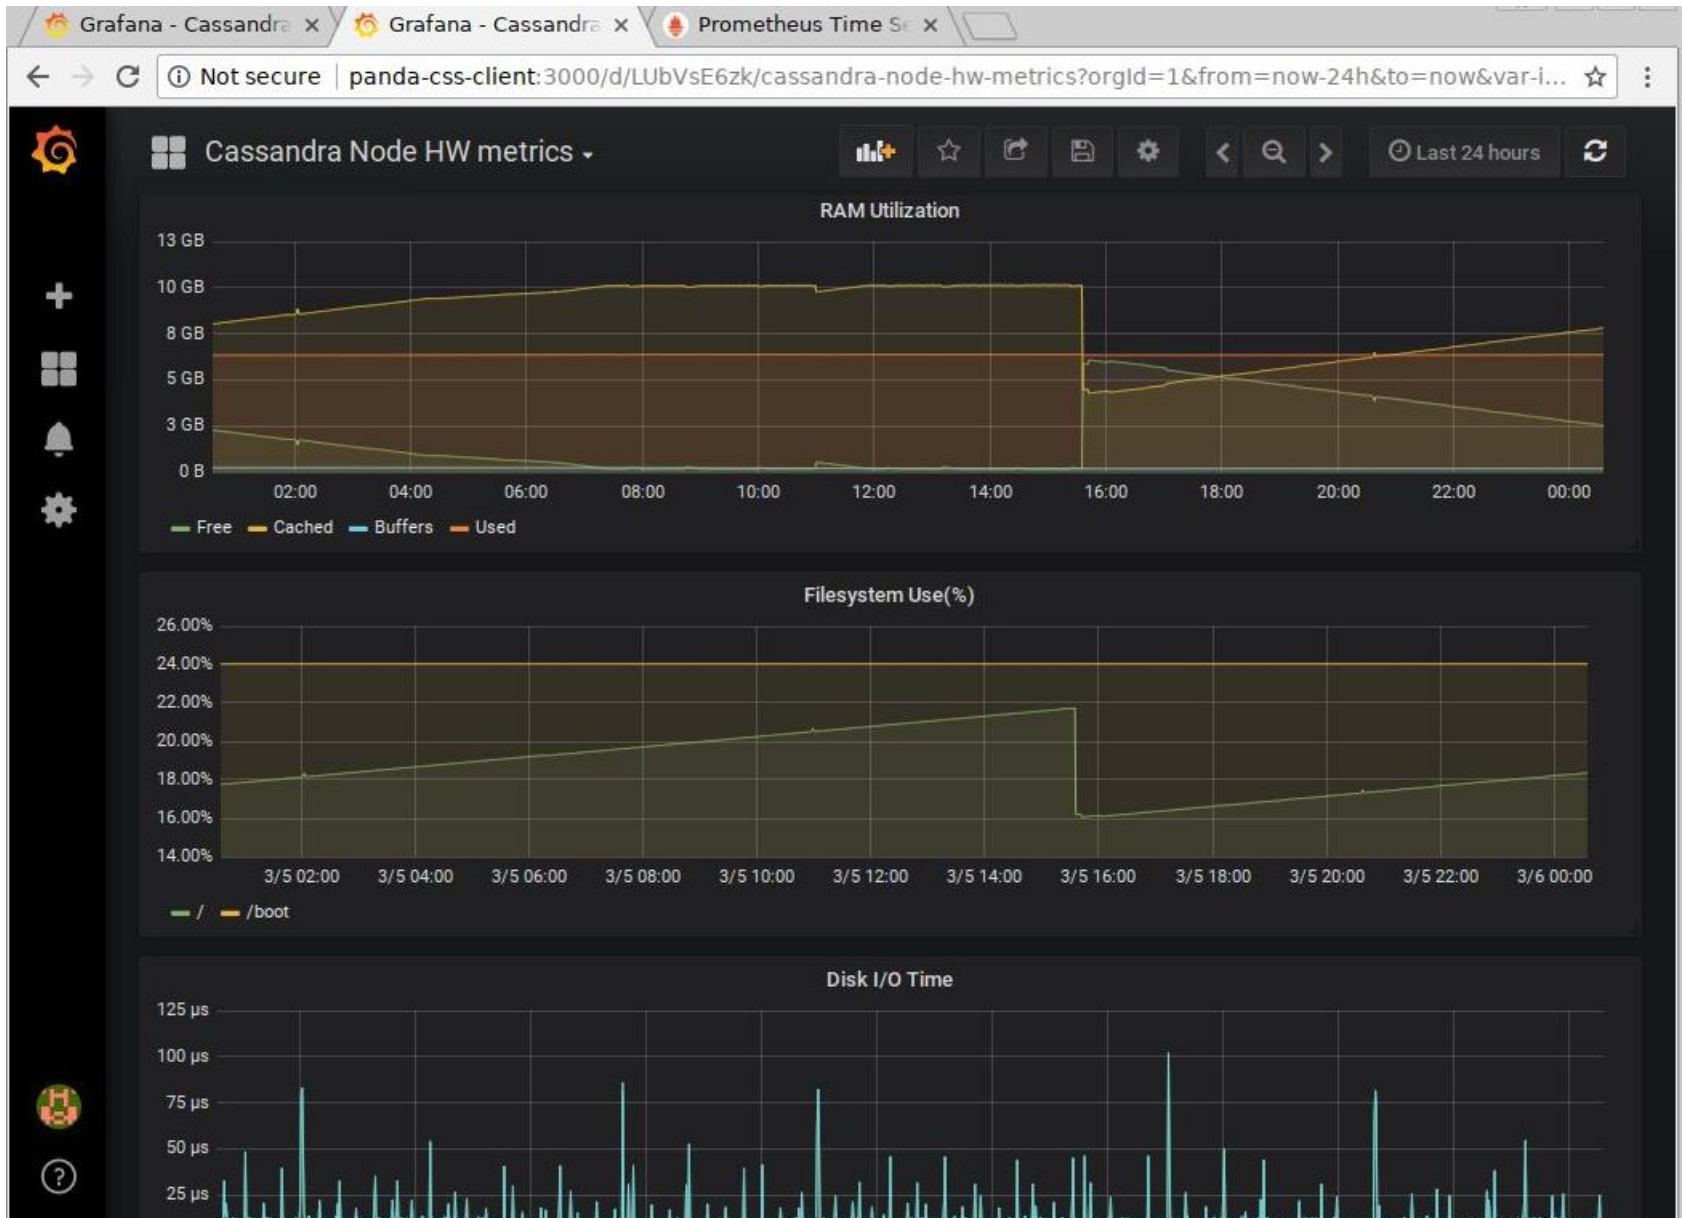 Grafana - Cassandra
Grafana - Cassandra
Prometheus Time Se
Not secure | panda-css-client:3000/d/LUbVsE6zk/cassandra-node-hw-metrics?orgId=1&from=now-24h&to=now&var-i...
Cassandra Node HW metrics
Last 24 hours
RAM Utilization
13 GB
10 GB
8 GB
5 GB
3 GB
0 B
02:00 04:00 06:00 08:00 10:00 12:00 14:00 16:00 18:00 20:00 22:00 00:00
Free Cached Buffers Used
Filesystem Use(%)
26.00%
24.00%
22.00%
20.00%
18.00%
16.00%
14.00%
3/5 02:00 3/5 04:00 3/5 06:00 3/5 08:00 3/5 10:00 3/5 12:00 3/5 14:00 3/5 16:00 3/5 18:00 3/5 20:00 3/5 22:00 3/6 00:00
/ /boot
Disk I/O Time
125 µs
100 µs
75 µs
50 µs
25 µs